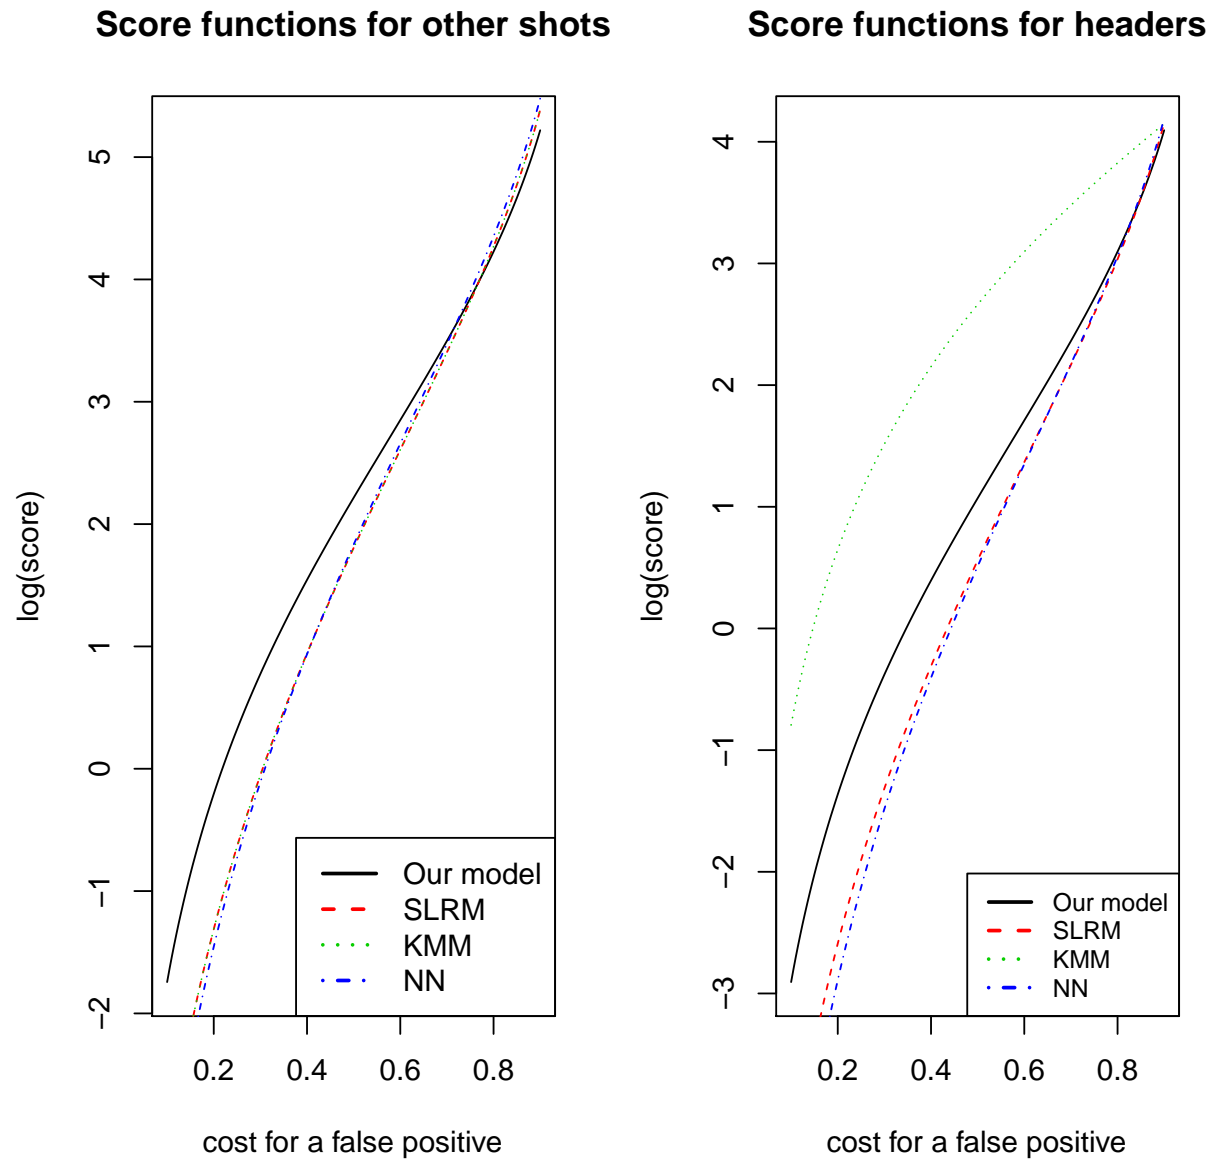 Score functions for other shots
log(score)
5
4
3
2
1
0
−1
−2
Our model
SLRM
KMM
NN
0.2 0.4 0.6 0.8
cost for a false positive
Score functions for headers
log(score)
4
3
2
1
0
−1
−2
−3
Our model
SLRM
KMM
NN
0.2 0.4 0.6 0.8
cost for a false positive